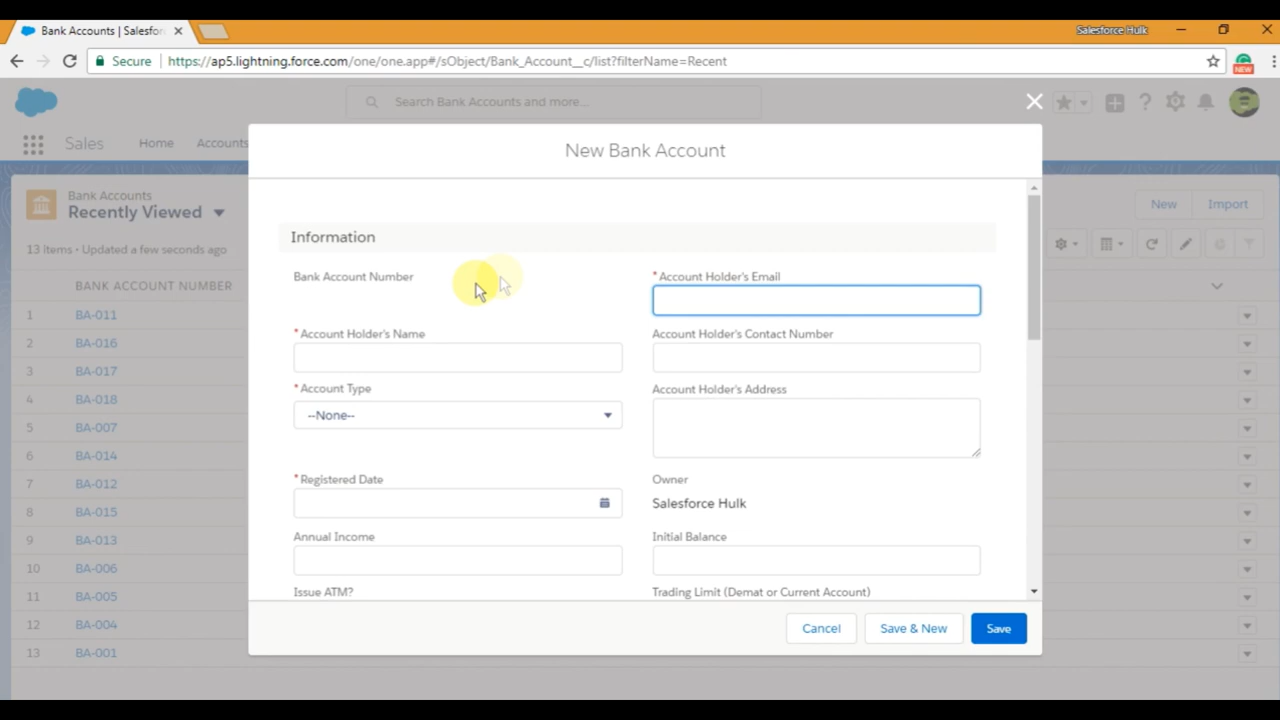 Bank Accounts | Salesfor
Salesforce Hulk
Secure
https://ap5.lightning.force.com/one/one.app#/sObject/Bank_Account__c/list?filterName=Recent
NEW
Search Bank Accounts and more...
Sales
Home
Accounts
New Bank Account
Bank Accounts
Recently Viewed
New
Import
13 items • Updated a few seconds ago
BANK ACCOUNT NUMBER
1 BA-011
2 BA-016
3 BA-017
4 BA-018
5 BA-007
6 BA-014
7 BA-012
8 BA-015
9 BA-013
10 BA-006
11 BA-005
12 BA-004
13 BA-001
Information
Bank Account Number
* Account Holder's Email
* Account Holder's Name
Account Holder's Contact Number
* Account Type
--None--
Account Holder's Address
* Registered Date
Owner
Salesforce Hulk
Annual Income
Initial Balance
Issue ATM?
Trading Limit (Demat or Current Account)
Cancel
Save & New
Save